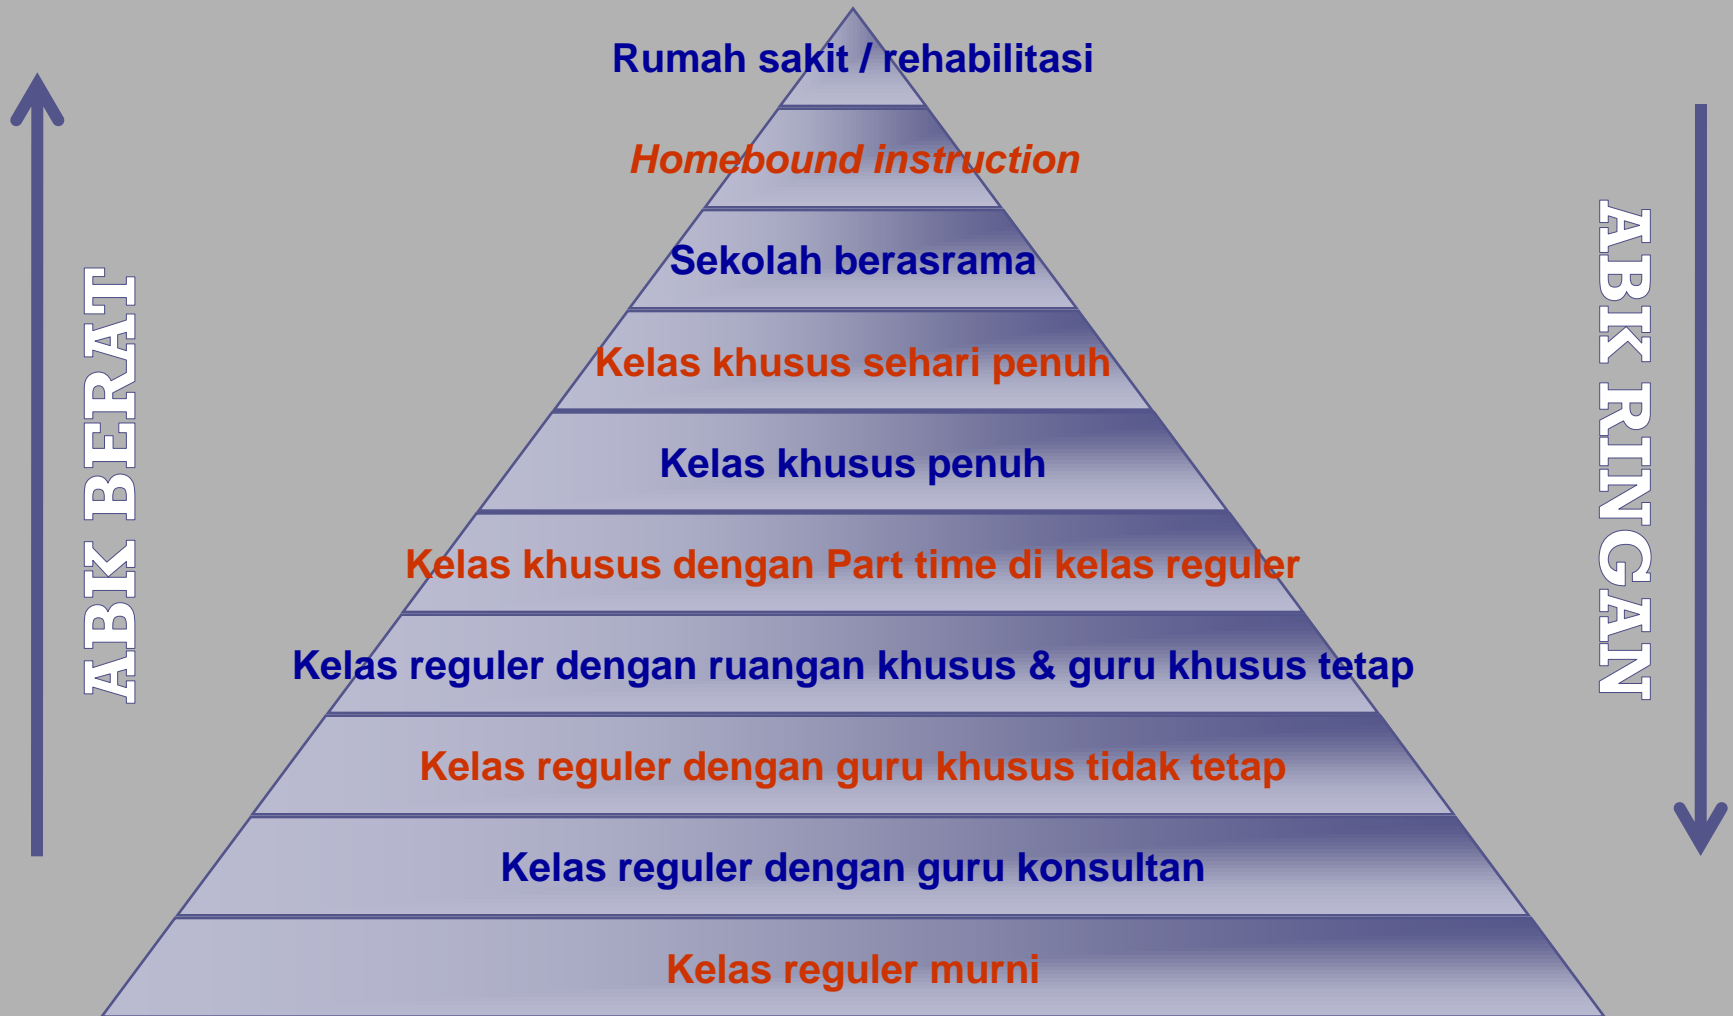 Rumah sakit / rehabilitasi
Homebound instruction
Sekolah berasrama
Kelas khusus sehari penuh
Kelas khusus penuh
Kelas khusus dengan Part time di kelas reguler
Kelas reguler dengan ruangan khusus & guru khusus tetap
Kelas reguler dengan guru khusus tidak tetap
Kelas reguler dengan guru konsultan
Kelas reguler murni
ABK BERAT
ABK RINGAN